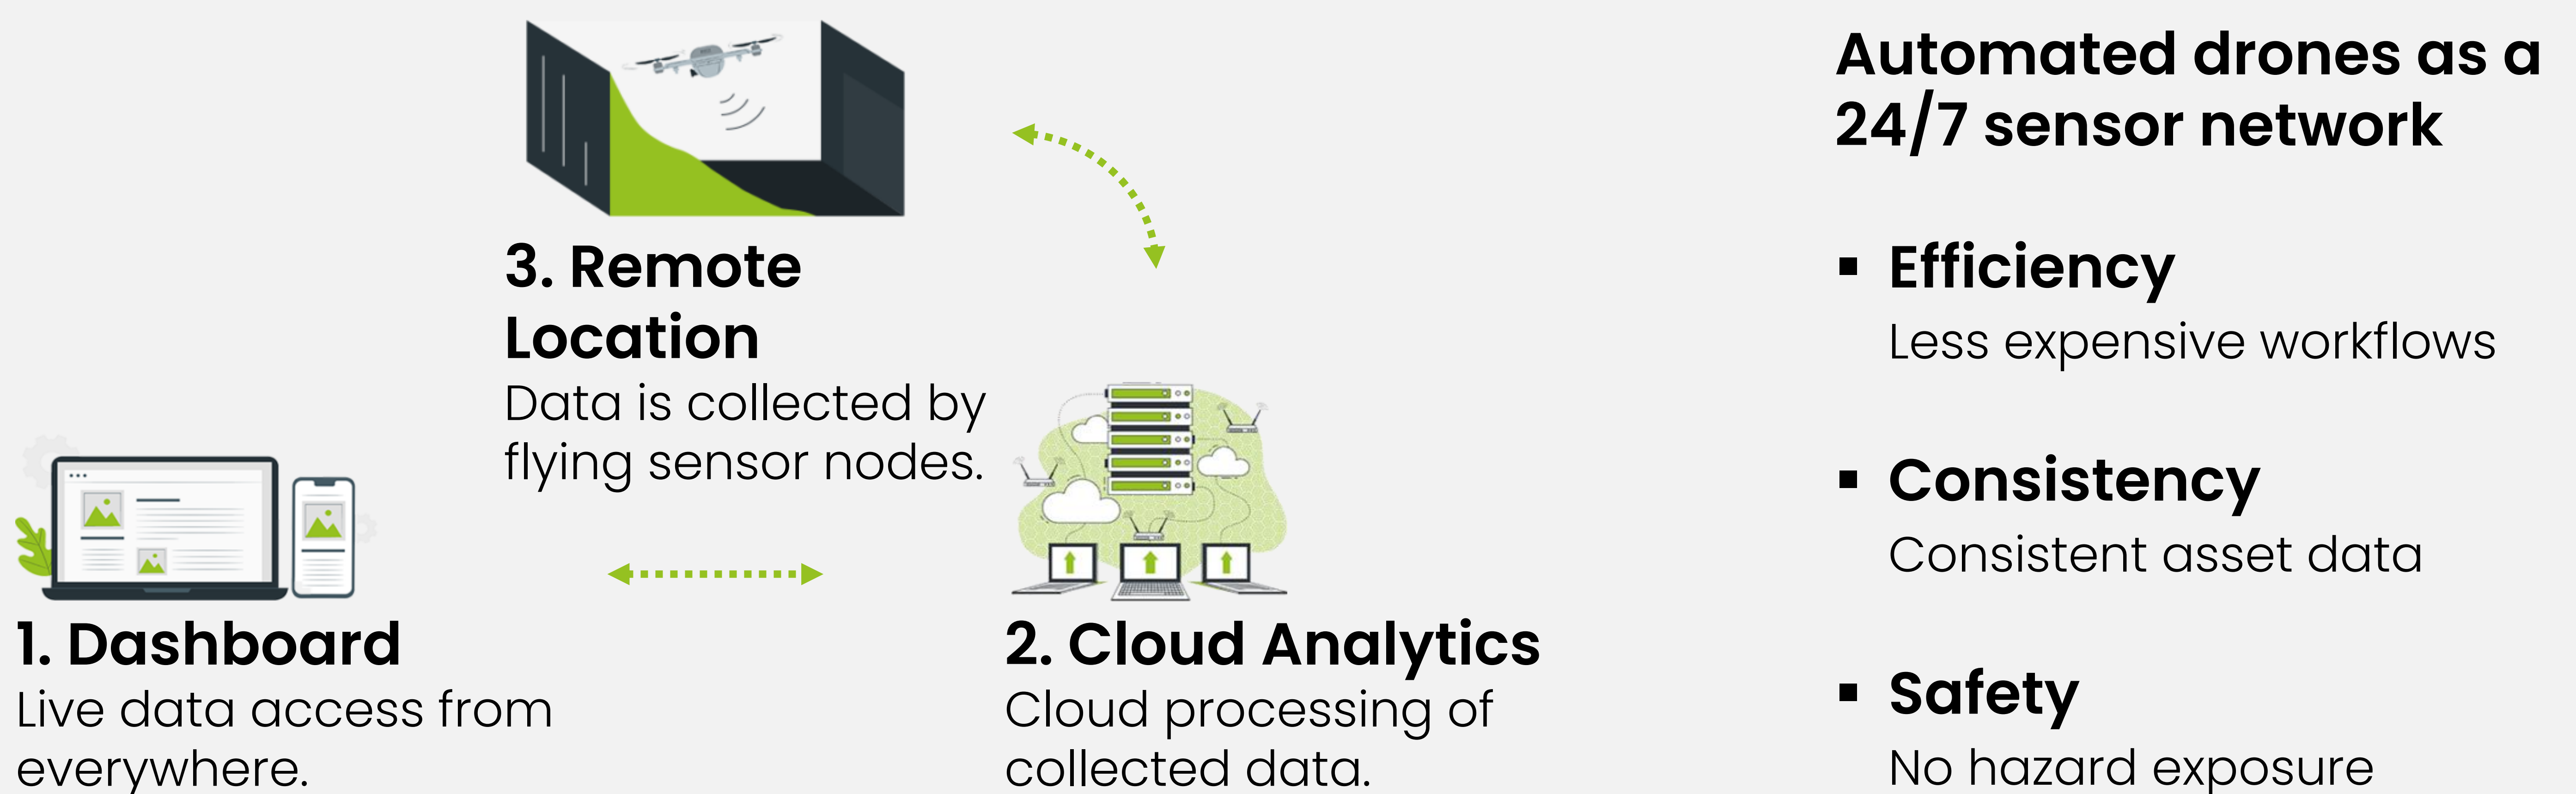 3. Remote
Location
Data is collected by
flying sensor nodes.
1. Dashboard
Live data access from
everywhere.
2. Cloud Analytics
Cloud processing of
collected data.
Automated drones as a
24/7 sensor network
▪ Efficiency
Less expensive workflows
▪ Consistency
Consistent asset data
▪ Safety
No hazard exposure